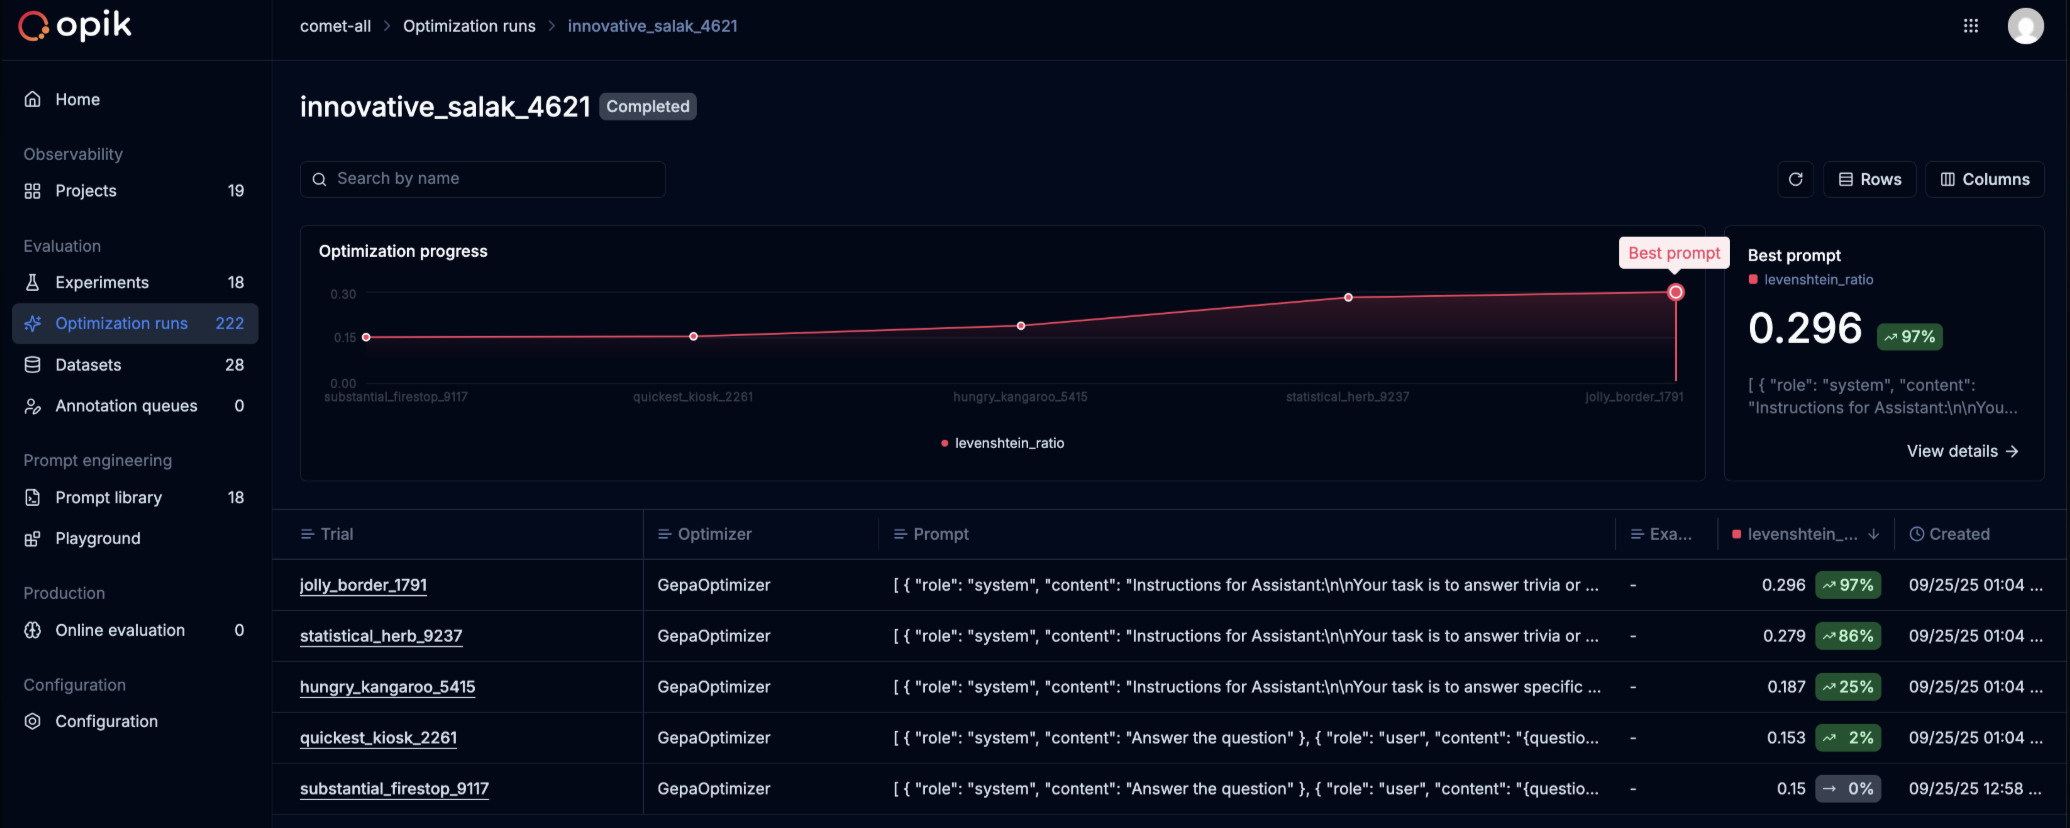 opik
comet-all > Optimization runs > innovative_salak_4621
Home
Observability
Projects 19
Evaluation
Experiments 18
Optimization runs 222
Datasets 28
Annotation queues 0
Prompt engineering
Prompt library 18
Playground
Production
Online evaluation 0
Configuration
Configuration
innovative_salak_4621 Completed
Search by name
Rows Columns
Optimization progress
Best prompt
0.30
0.15
0.00
substantial_firestop_9117 quickest_kiosk_2261 hungry_kangaroo_5415 statistical_herb_9237 jolly_border_1791
levenshtein_ratio
Best prompt
levenshtein_ratio
0.296 97%
[ { "role": "system", "content":
"Instructions for Assistant:\n\nYou...
View details →
Trial Optimizer Prompt Exa... levenshtein_... ↓ Created
jolly_border_1791 GepaOptimizer [ { "role": "system", "content": "Instructions for Assistant:\n\nYour task is to answer trivia or ... - 0.296 97% 09/25/25 01:04 ...
statistical_herb_9237 GepaOptimizer [ { "role": "system", "content": "Instructions for Assistant:\n\nYour task is to answer trivia or ... - 0.279 86% 09/25/25 01:04 ...
hungry_kangaroo_5415 GepaOptimizer [ { "role": "system", "content": "Instructions for Assistant:\n\nYour task is to answer specific ... - 0.187 25% 09/25/25 01:04 ...
quickest_kiosk_2261 GepaOptimizer [ { "role": "system", "content": "Answer the question" }, { "role": "user", "content": "{questio... - 0.153 2% 09/25/25 01:04 ...
substantial_firestop_9117 GepaOptimizer [ { "role": "system", "content": "Answer the question" }, { "role": "user", "content": "{questio... - 0.15 → 0% 09/25/25 12:58 ...